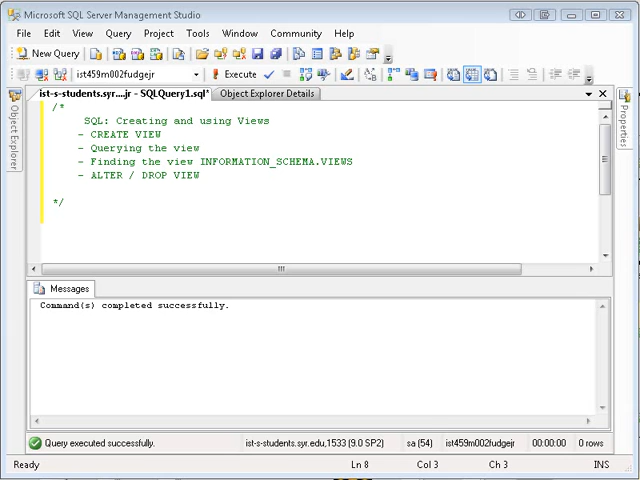 Microsoft SQL Server Management Studio
File Edit View Query Project Tools Window Community Help
New Query
ist459m002fudgejr Execute
ist-s-students.syr....jr - SQLQuery1.sql* Object Explorer Details
Object Explorer
Properties
/*
SQL: Creating and using Views
- CREATE VIEW
- Querying the view
- Finding the view INFORMATION_SCHEMA.VIEWS
- ALTER / DROP VIEW
*/
Messages
Command(s) completed successfully.
Query executed successfully. ist-s-students.syr.edu,1533 (9.0 SP2) sa (54) ist459m002fudgejr 00:00:00 0 rows
Ready Ln 8 Col 3 Ch 3 INS